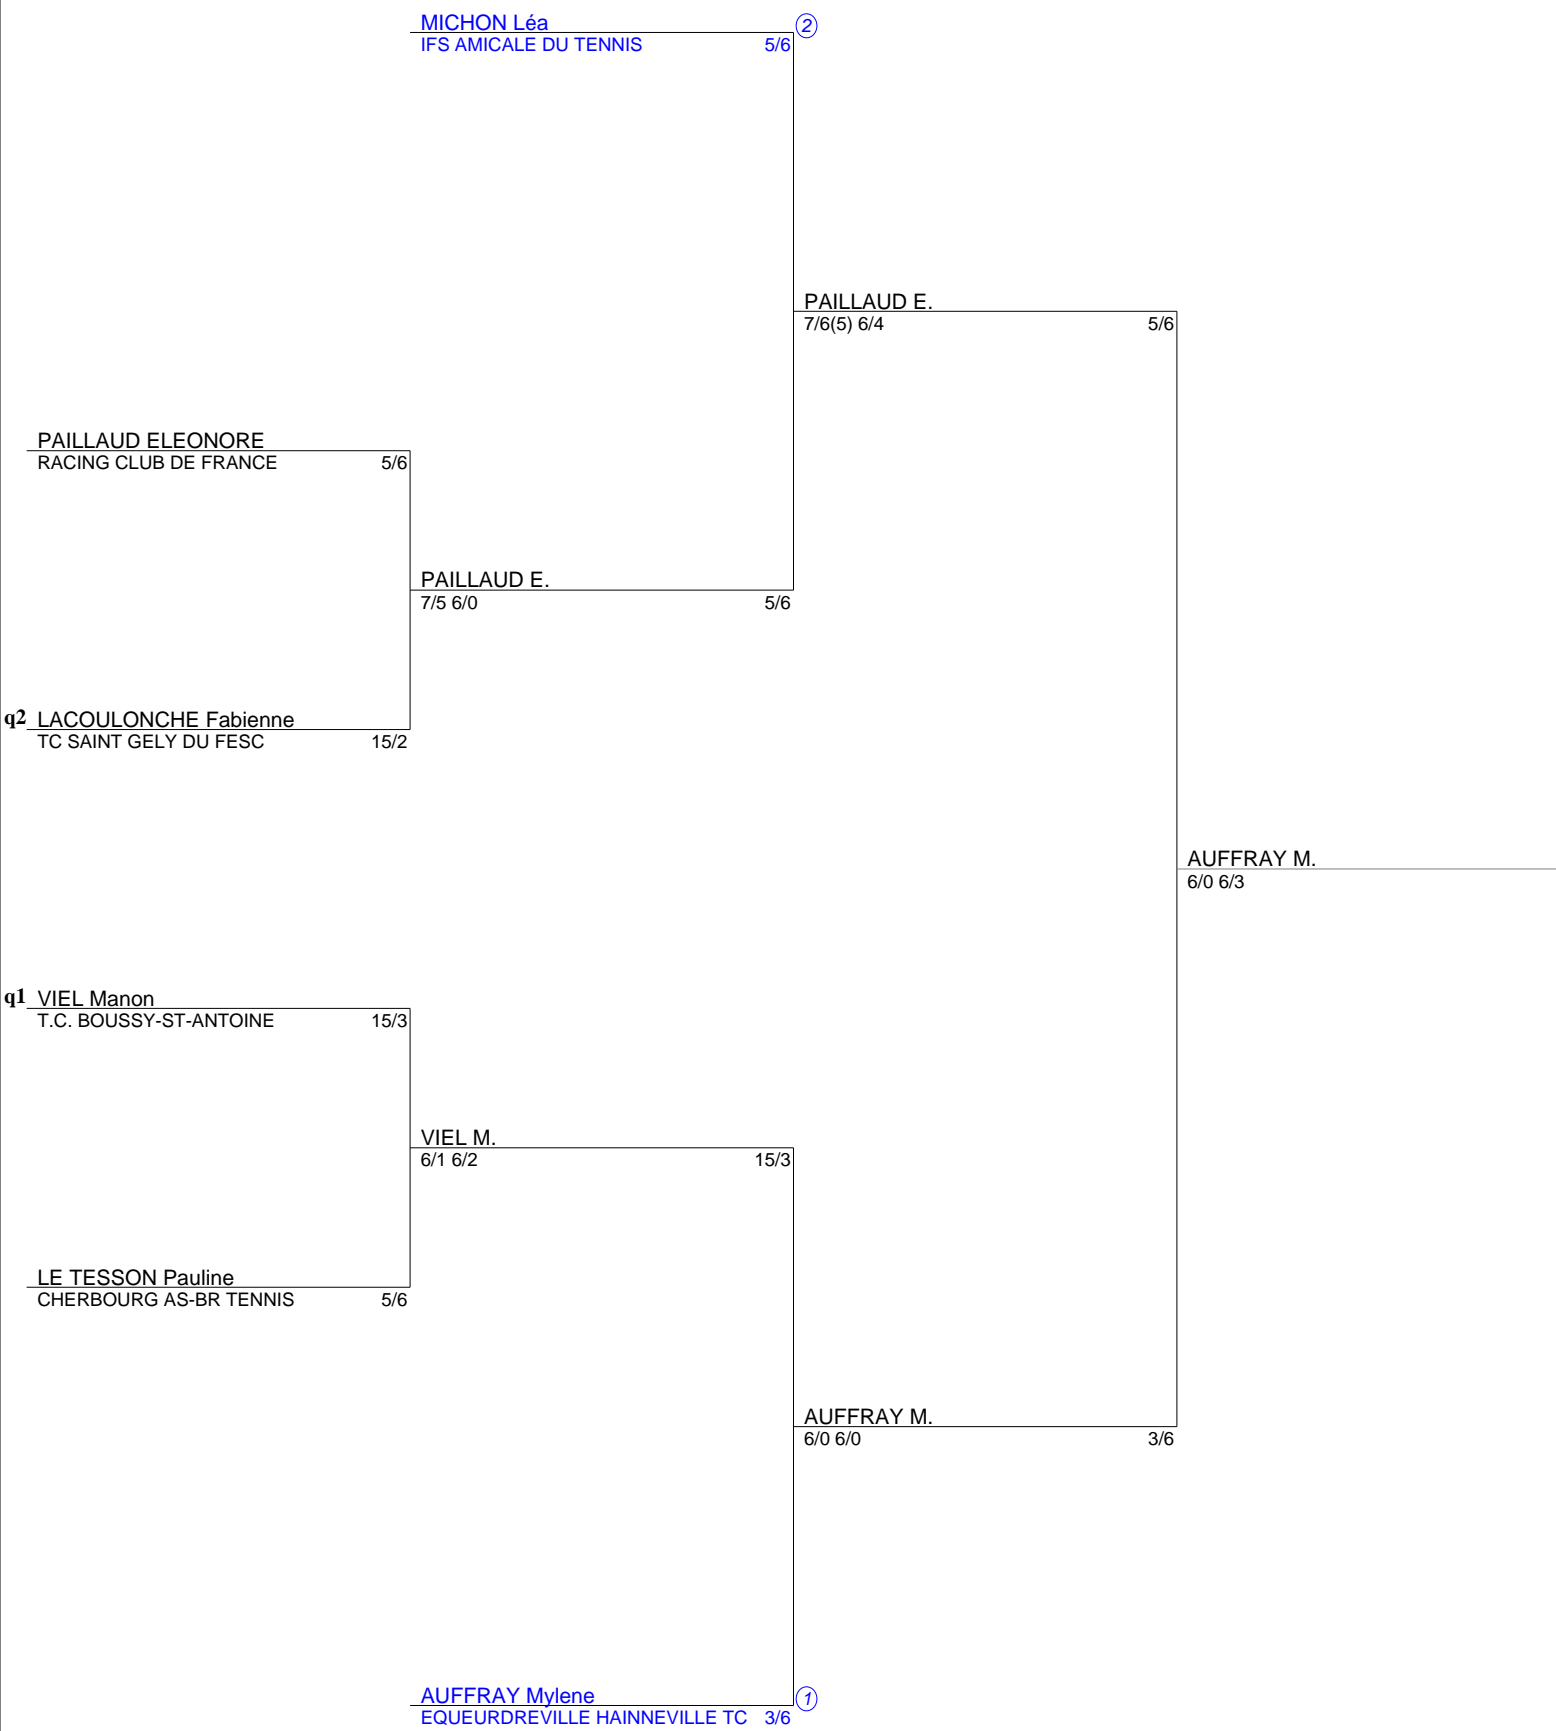 MICHON Léa 2
IFS AMICALE DU TENNIS 5/6
PAILLAUD E.
7/6(5) 6/4 5/6
PAILLAUD ELEONORE
RACING CLUB DE FRANCE 5/6
PAILLAUD E.
7/5 6/0 5/6
q2 LACOULONCHE Fabienne
TC SAINT GELY DU FESC 15/2
AUFFRAY M.
6/0 6/3
q1 VIEL Manon
T.C. BOUSSY-ST-ANTOINE 15/3
VIEL M.
6/1 6/2 15/3
LE TESSON Pauline
CHERBOURG AS-BR TENNIS 5/6
AUFFRAY M.
6/0 6/0 3/6
AUFFRAY Mylene 1
EQUEURDREVILLE HAINNEVILLE TC 3/6